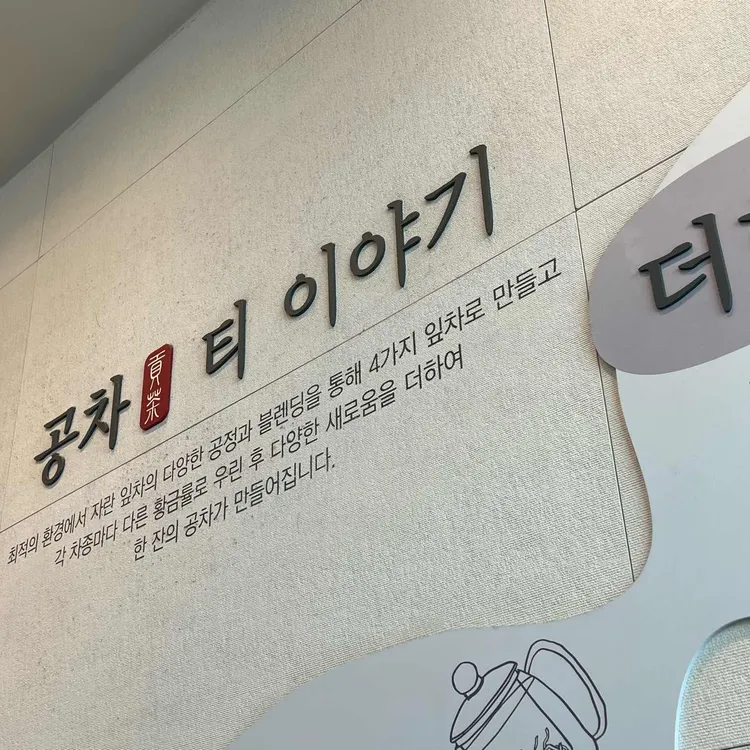 공차 貢茶 티 이야기
최적의 환경에서 자란 잎차의 다양한 공정과 블렌딩을 통해 4가지 잎차로 만들고
각 차종마다 다른 황금률로 우린 후 다양한 새로움을 더하여
한 잔의 공차가 만들어집니다.
더